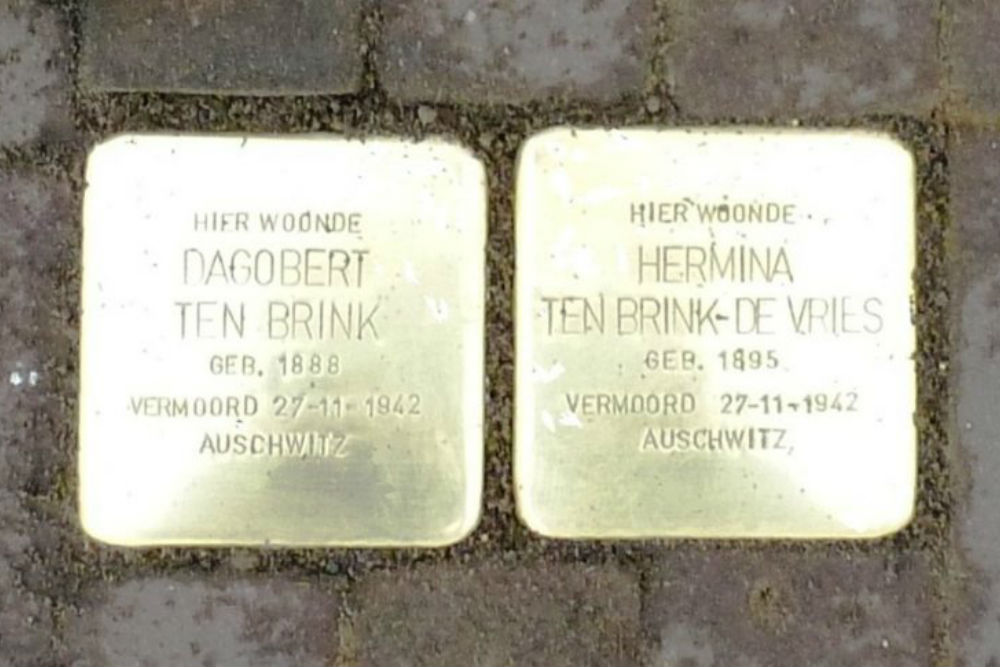 HIER WOONDE
DAGOBERT
TEN BRINK
GEB. 1888
VERMOORD 27-11-1942
AUSCHWITZ
HIER WOONDE
HERMINA
TEN BRINK-DE VRIES
GEB. 1895
VERMOORD 27-11-1942
AUSCHWITZ